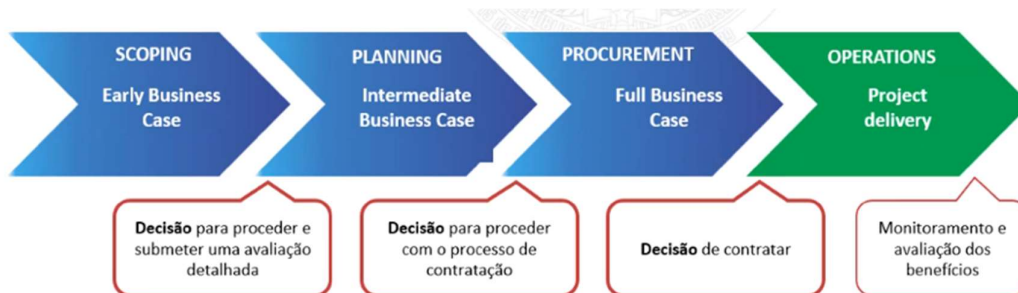 SCOPING
Early Business
Case
PLANNING
Intermediate
Business Case
PROCUREMENT
Full Business
Case
OPERATIONS
Project
delivery
Decisão para proceder e
submeter uma avaliação
detalhada
Decisão para proceder
com o processo de
contratação
Decisão de contratar
Monitoramento e
avaliação dos
benefícios